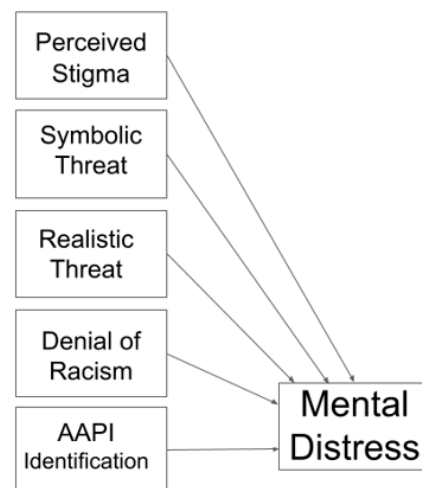 Perceived
Stigma
Symbolic
Threat
Realistic
Threat
Denial of
Racism
AAPI
Identification
Mental
Distress